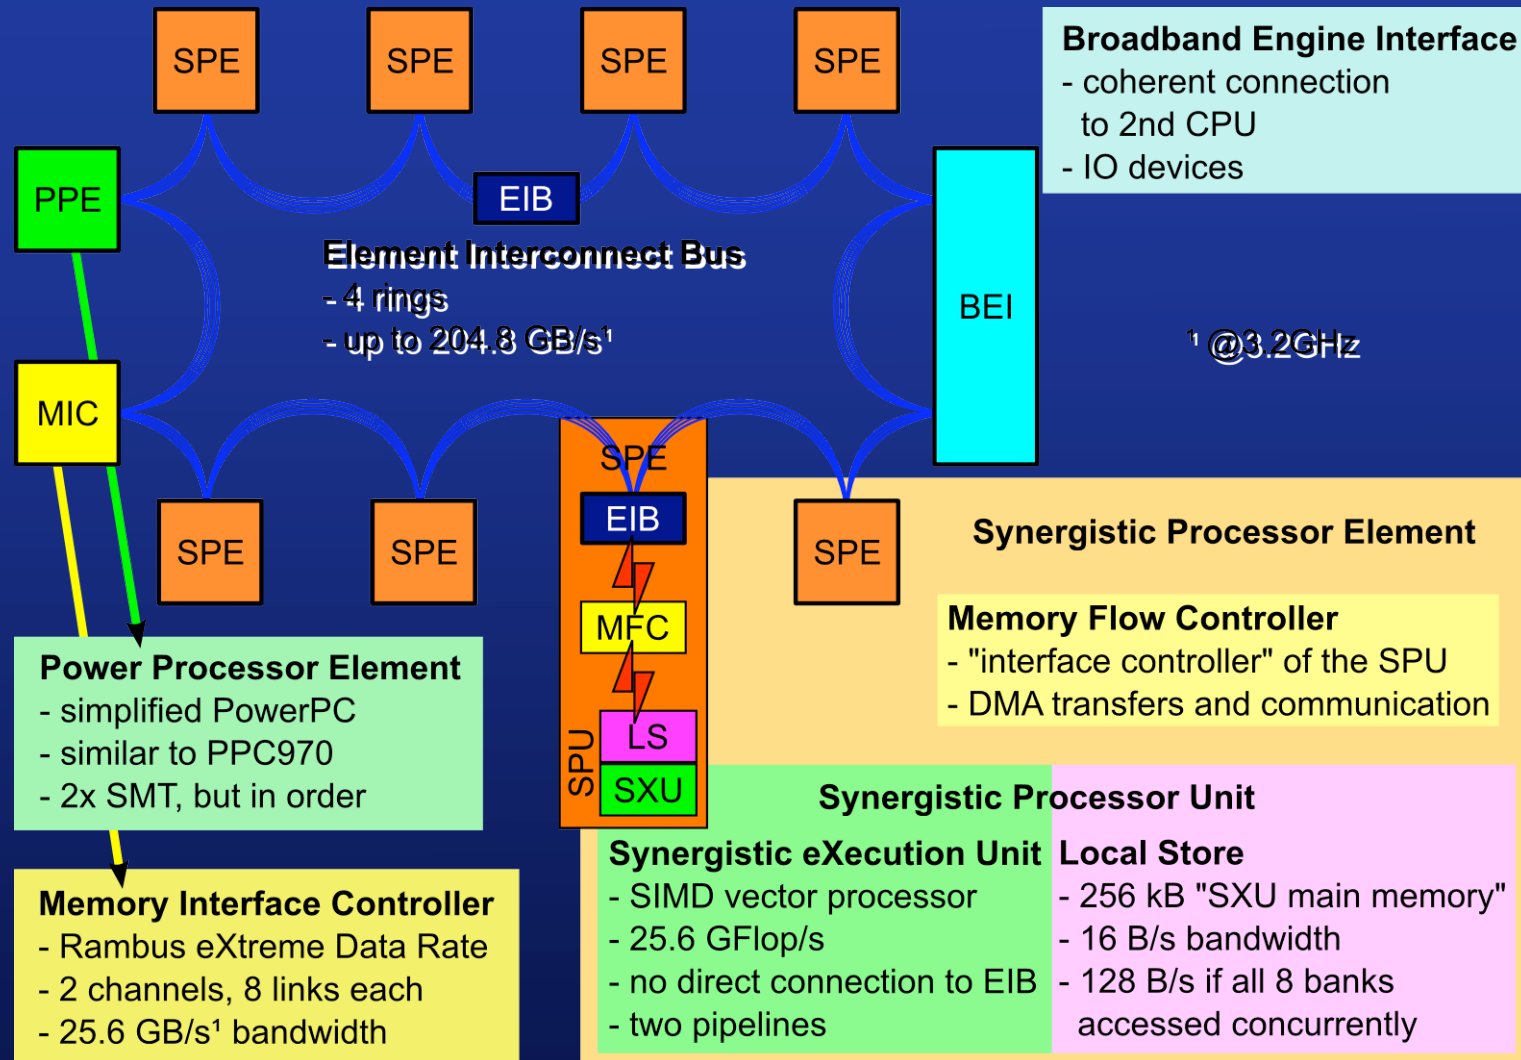 SPE
SPE
SPE
SPE
Broadband Engine Interface
- coherent connection
to 2nd CPU
- IO devices
PPE
EIB
Element Interconnect Bus
- 4 rings
- up to 204.8 GB/s¹
BEI
¹ @3.2GHz
MIC
SPE
SPE
SPE
EIB
MFC
LS
SXU
SPU
SPE
Synergistic Processor Element
Memory Flow Controller
- "interface controller" of the SPU
- DMA transfers and communication
Power Processor Element
- simplified PowerPC
- similar to PPC970
- 2x SMT, but in order
Synergistic Processor Unit
Synergistic eXecution Unit
- SIMD vector processor
- 25.6 GFlop/s
- no direct connection to EIB
- two pipelines
Local Store
- 256 kB "SXU main memory"
- 16 B/s bandwidth
- 128 B/s if all 8 banks
accessed concurrently
Memory Interface Controller
- Rambus eXtreme Data Rate
- 2 channels, 8 links each
- 25.6 GB/s¹ bandwidth